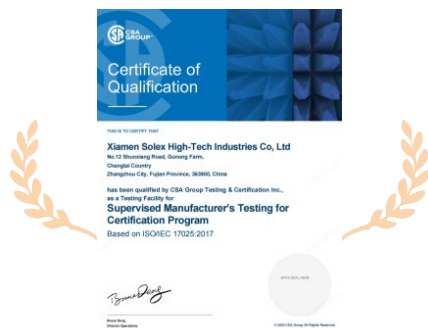 CSA
GROUP
Certificate of
Qualification
THIS IS TO CERTIFY THAT
Xiamen Solex High-Tech Industries Co, Ltd
No.12 Shunxiang Road, Gunong Farm,
Changtai Country
Zhangzhou City, Fujian Province, 363900, China
has been qualified by CSA Group Testing & Certification Inc.,
as a Testing Facility for
Supervised Manufacturer's Testing for
Certification Program
Based on ISO/IEC 17025:2017
Director Operations